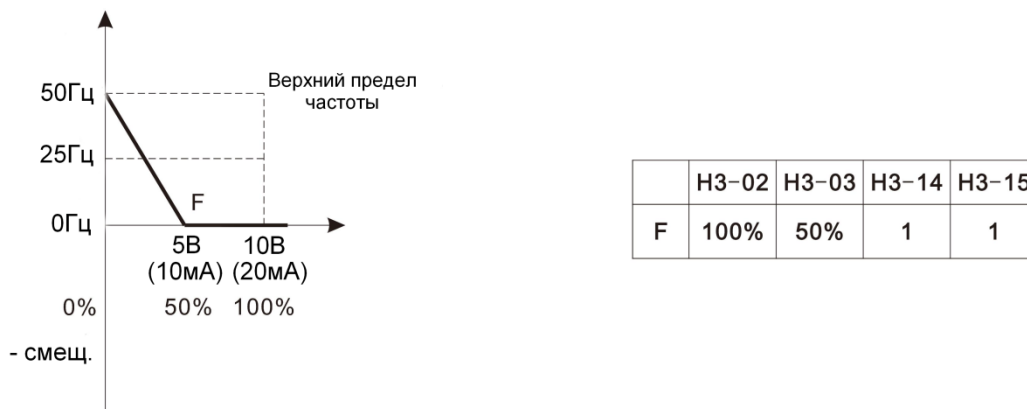 Верхний предел
частоты
50Гц
25Гц
F
0Гц
5В 10В
(10мА) (20мА)
0% 50% 100%
- смещ.
H3-02 H3-03 H3-14 H3-15
F 100% 50% 1 1